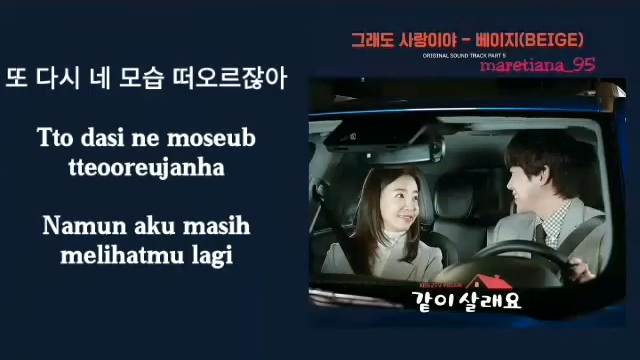 그래도 사랑이야 - 베이지(BEIGE)
ORIGINAL SOUND TRACK PART 5
maretiana_95
또 다시 네 모습 떠오르잖아
Tto dasi ne moseub
tteooreujanha
Namun aku masih
melihatmu lagi
같이 살래요